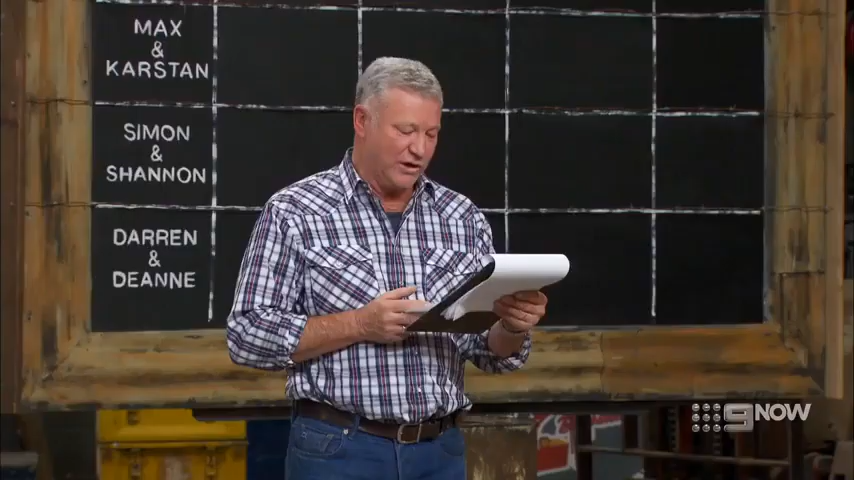 MAX
&
KARSTAN
SIMON
&
SHANNON
DARREN
&
DEANNE
9NOW